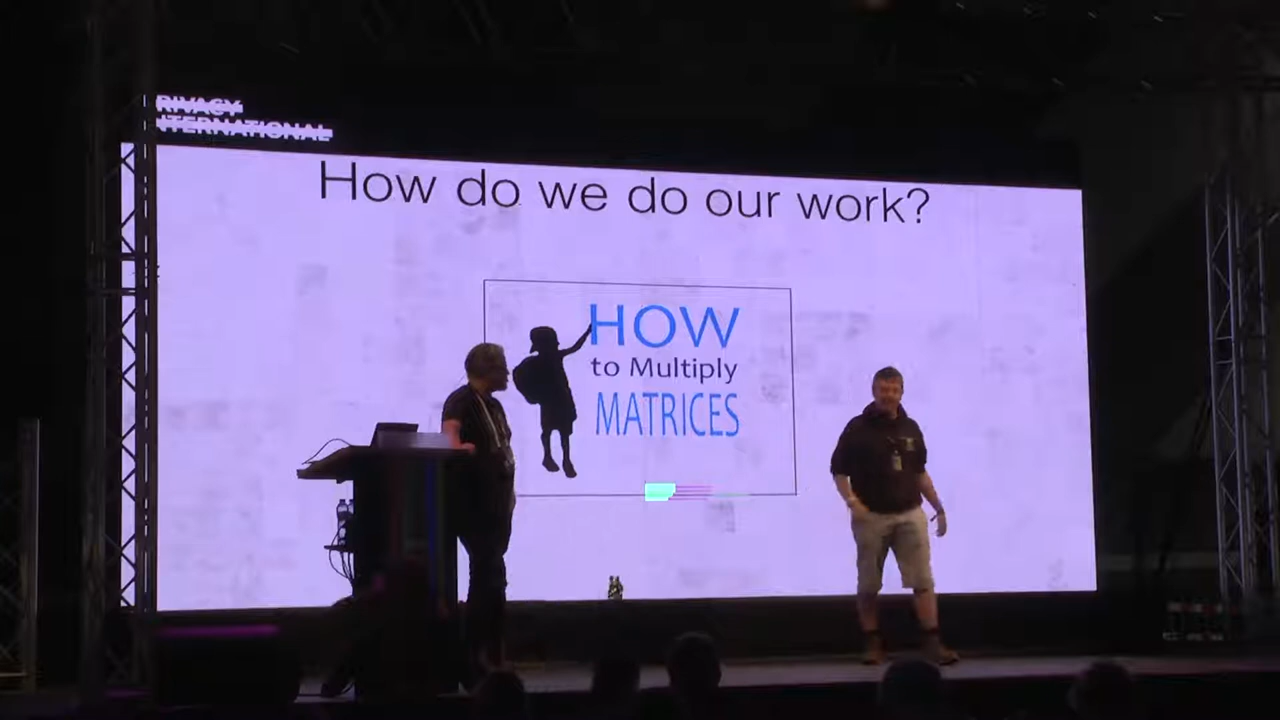 RIVACY
NTERNATIONAL
How do we do our work?
HOW
to Multiply
MATRICES